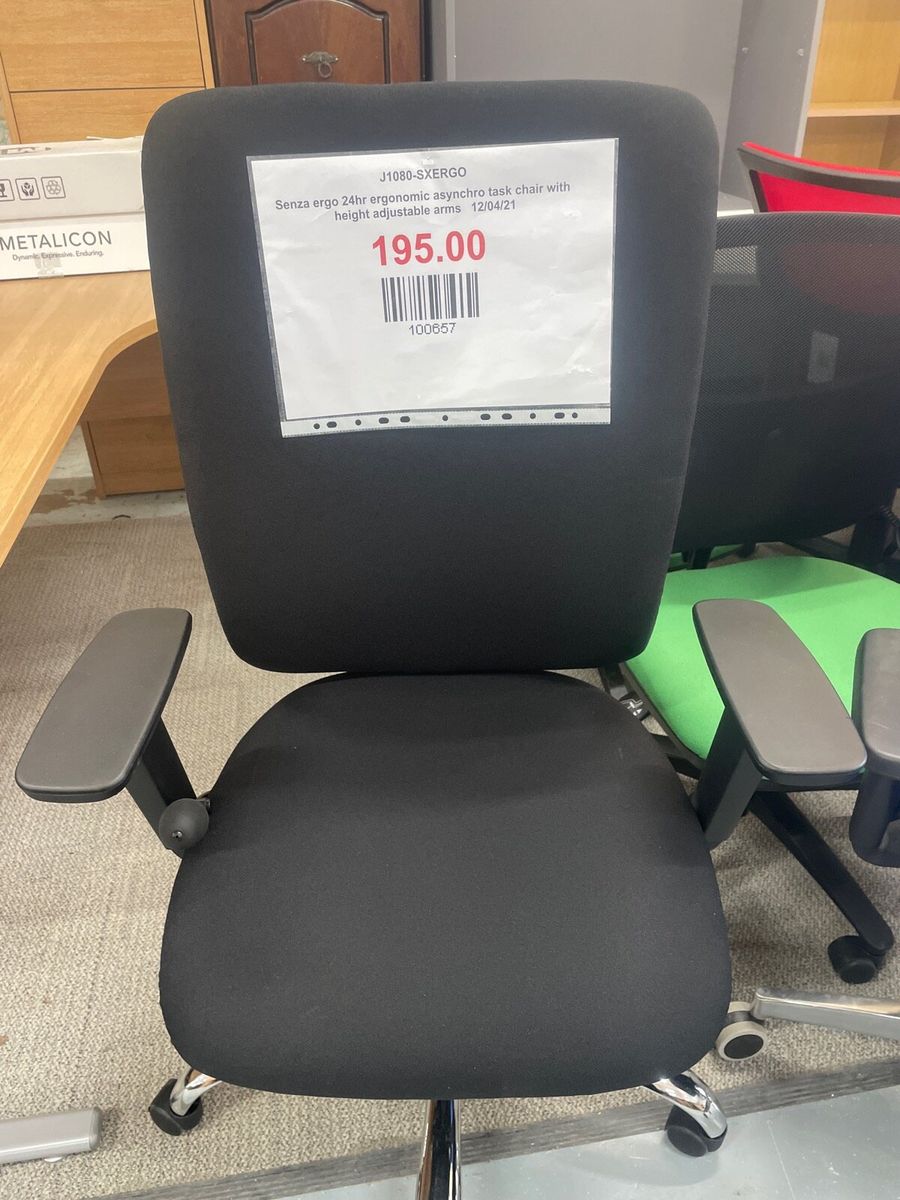 J1080-SXERGO
Senza ergo 24hr ergonomic asynchro task chair with
height adjustable arms 12/04/21
195.00
100657
METALICON
Dynamic. Expressive. Enduring.